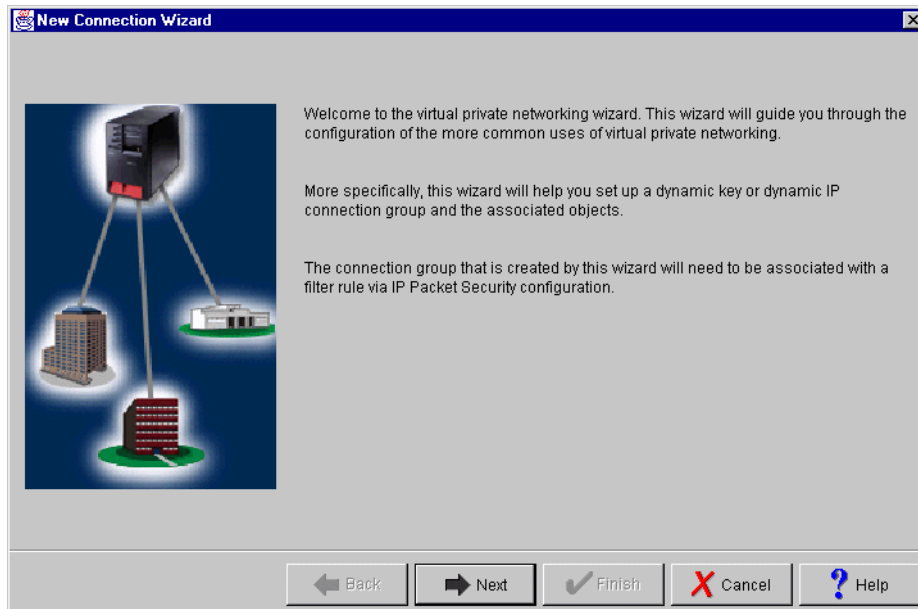 New Connection Wizard
Welcome to the virtual private networking wizard. This wizard will guide you through the
configuration of the more common uses of virtual private networking.
More specifically, this wizard will help you set up a dynamic key or dynamic IP
connection group and the associated objects.
The connection group that is created by this wizard will need to be associated with a
filter rule via IP Packet Security configuration.
Back
Next
Finish
Cancel
Help